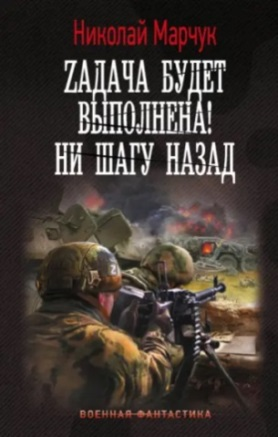 Николай Марчук
ZАДАЧА БУДЕТ
ВЫПОЛНЕНА!
НИ ШАГУ НАЗАД
ВОЕННАЯ ФАНТАСТИКА